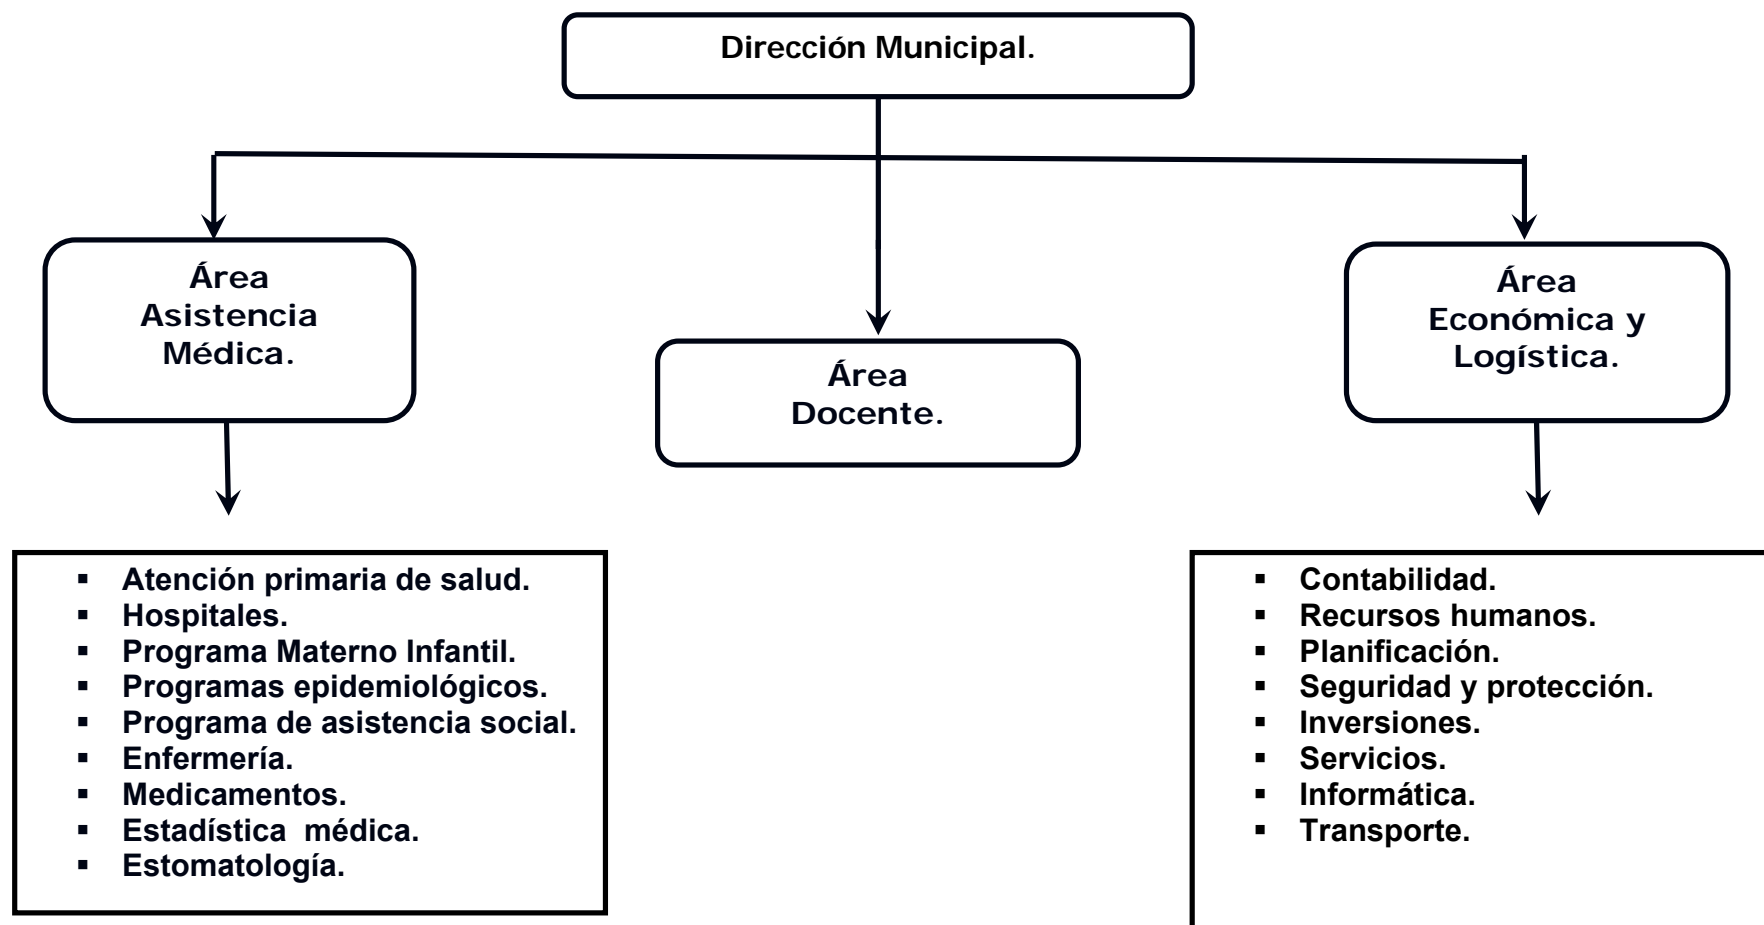 Dirección Municipal.
Área
Asistencia
Médica.
Área
Docente.
Área
Económica y
Logística.
▪ Atención primaria de salud.
▪ Hospitales.
▪ Programa Materno Infantil.
▪ Programas epidemiológicos.
▪ Programa de asistencia social.
▪ Enfermería.
▪ Medicamentos.
▪ Estadística  médica.
▪ Estomatología.
▪ Contabilidad.
▪ Recursos humanos.
▪ Planificación.
▪ Seguridad y protección.
▪ Inversiones.
▪ Servicios.
▪ Informática.
▪ Transporte.